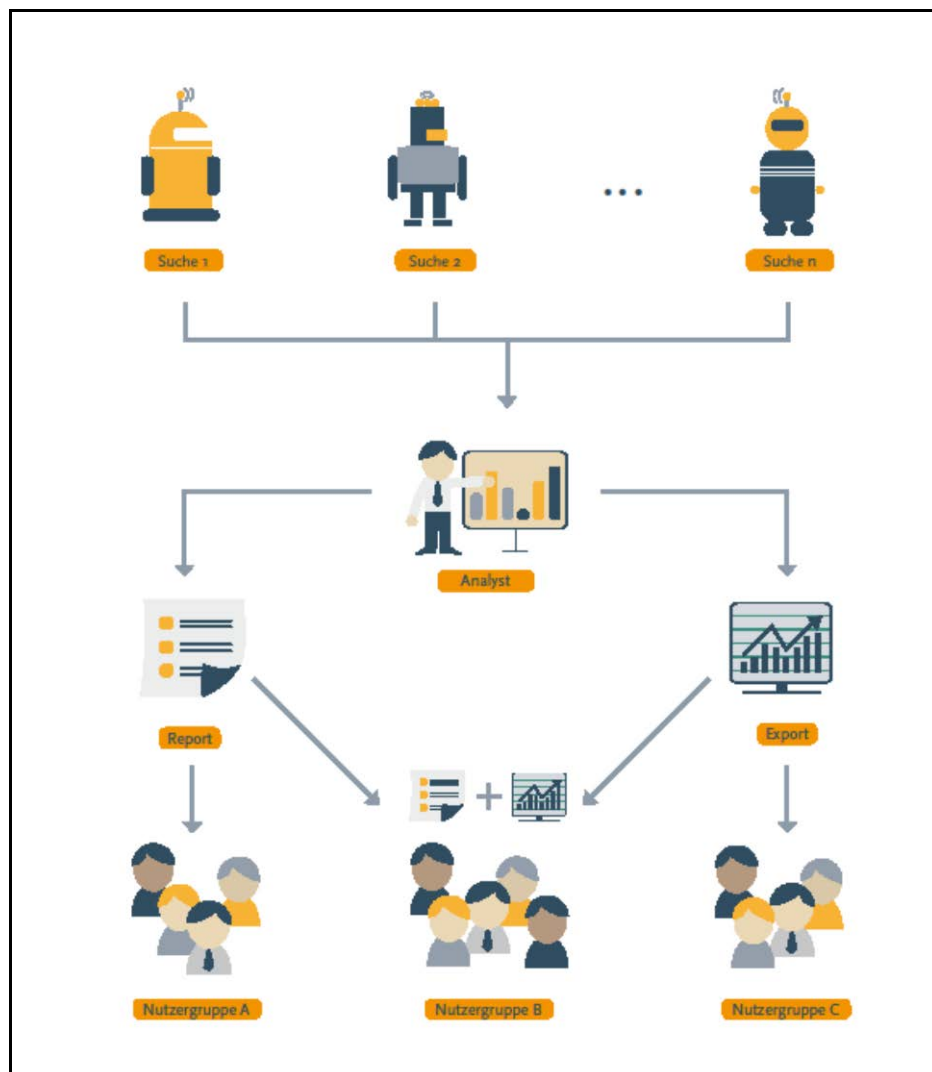 Suche 1
Suche 2
...
Suche n
Analyst
Report
Export
+
Nutzergruppe A
Nutzergruppe B
Nutzergruppe C